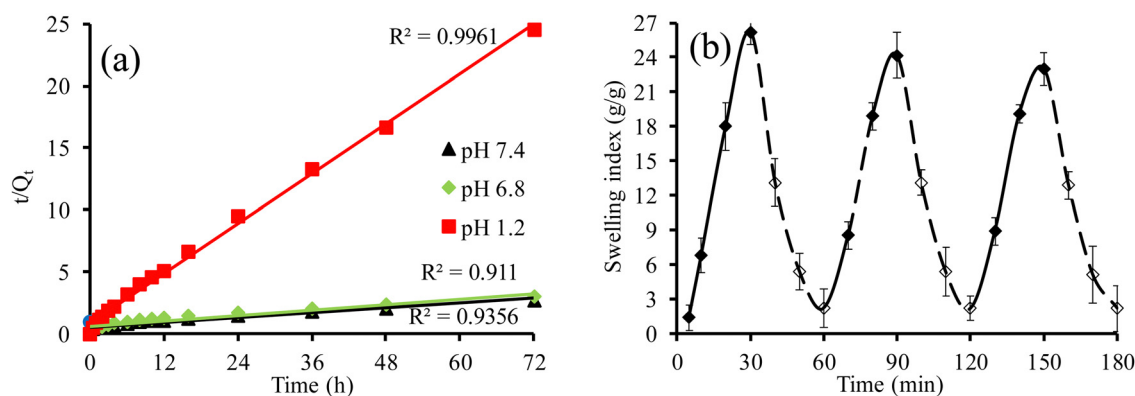 (a)
t/Qt
25
20
15
10
5
0
R² = 0.9961
pH 7.4
pH 6.8
pH 1.2
R² = 0.911
R² = 0.9356
0 12 24 36 48 60 72
Time (h)
(b)
Swelling index (g/g)
27
24
21
18
15
12
9
6
3
0
0 30 60 90 120 150 180
Time (min)